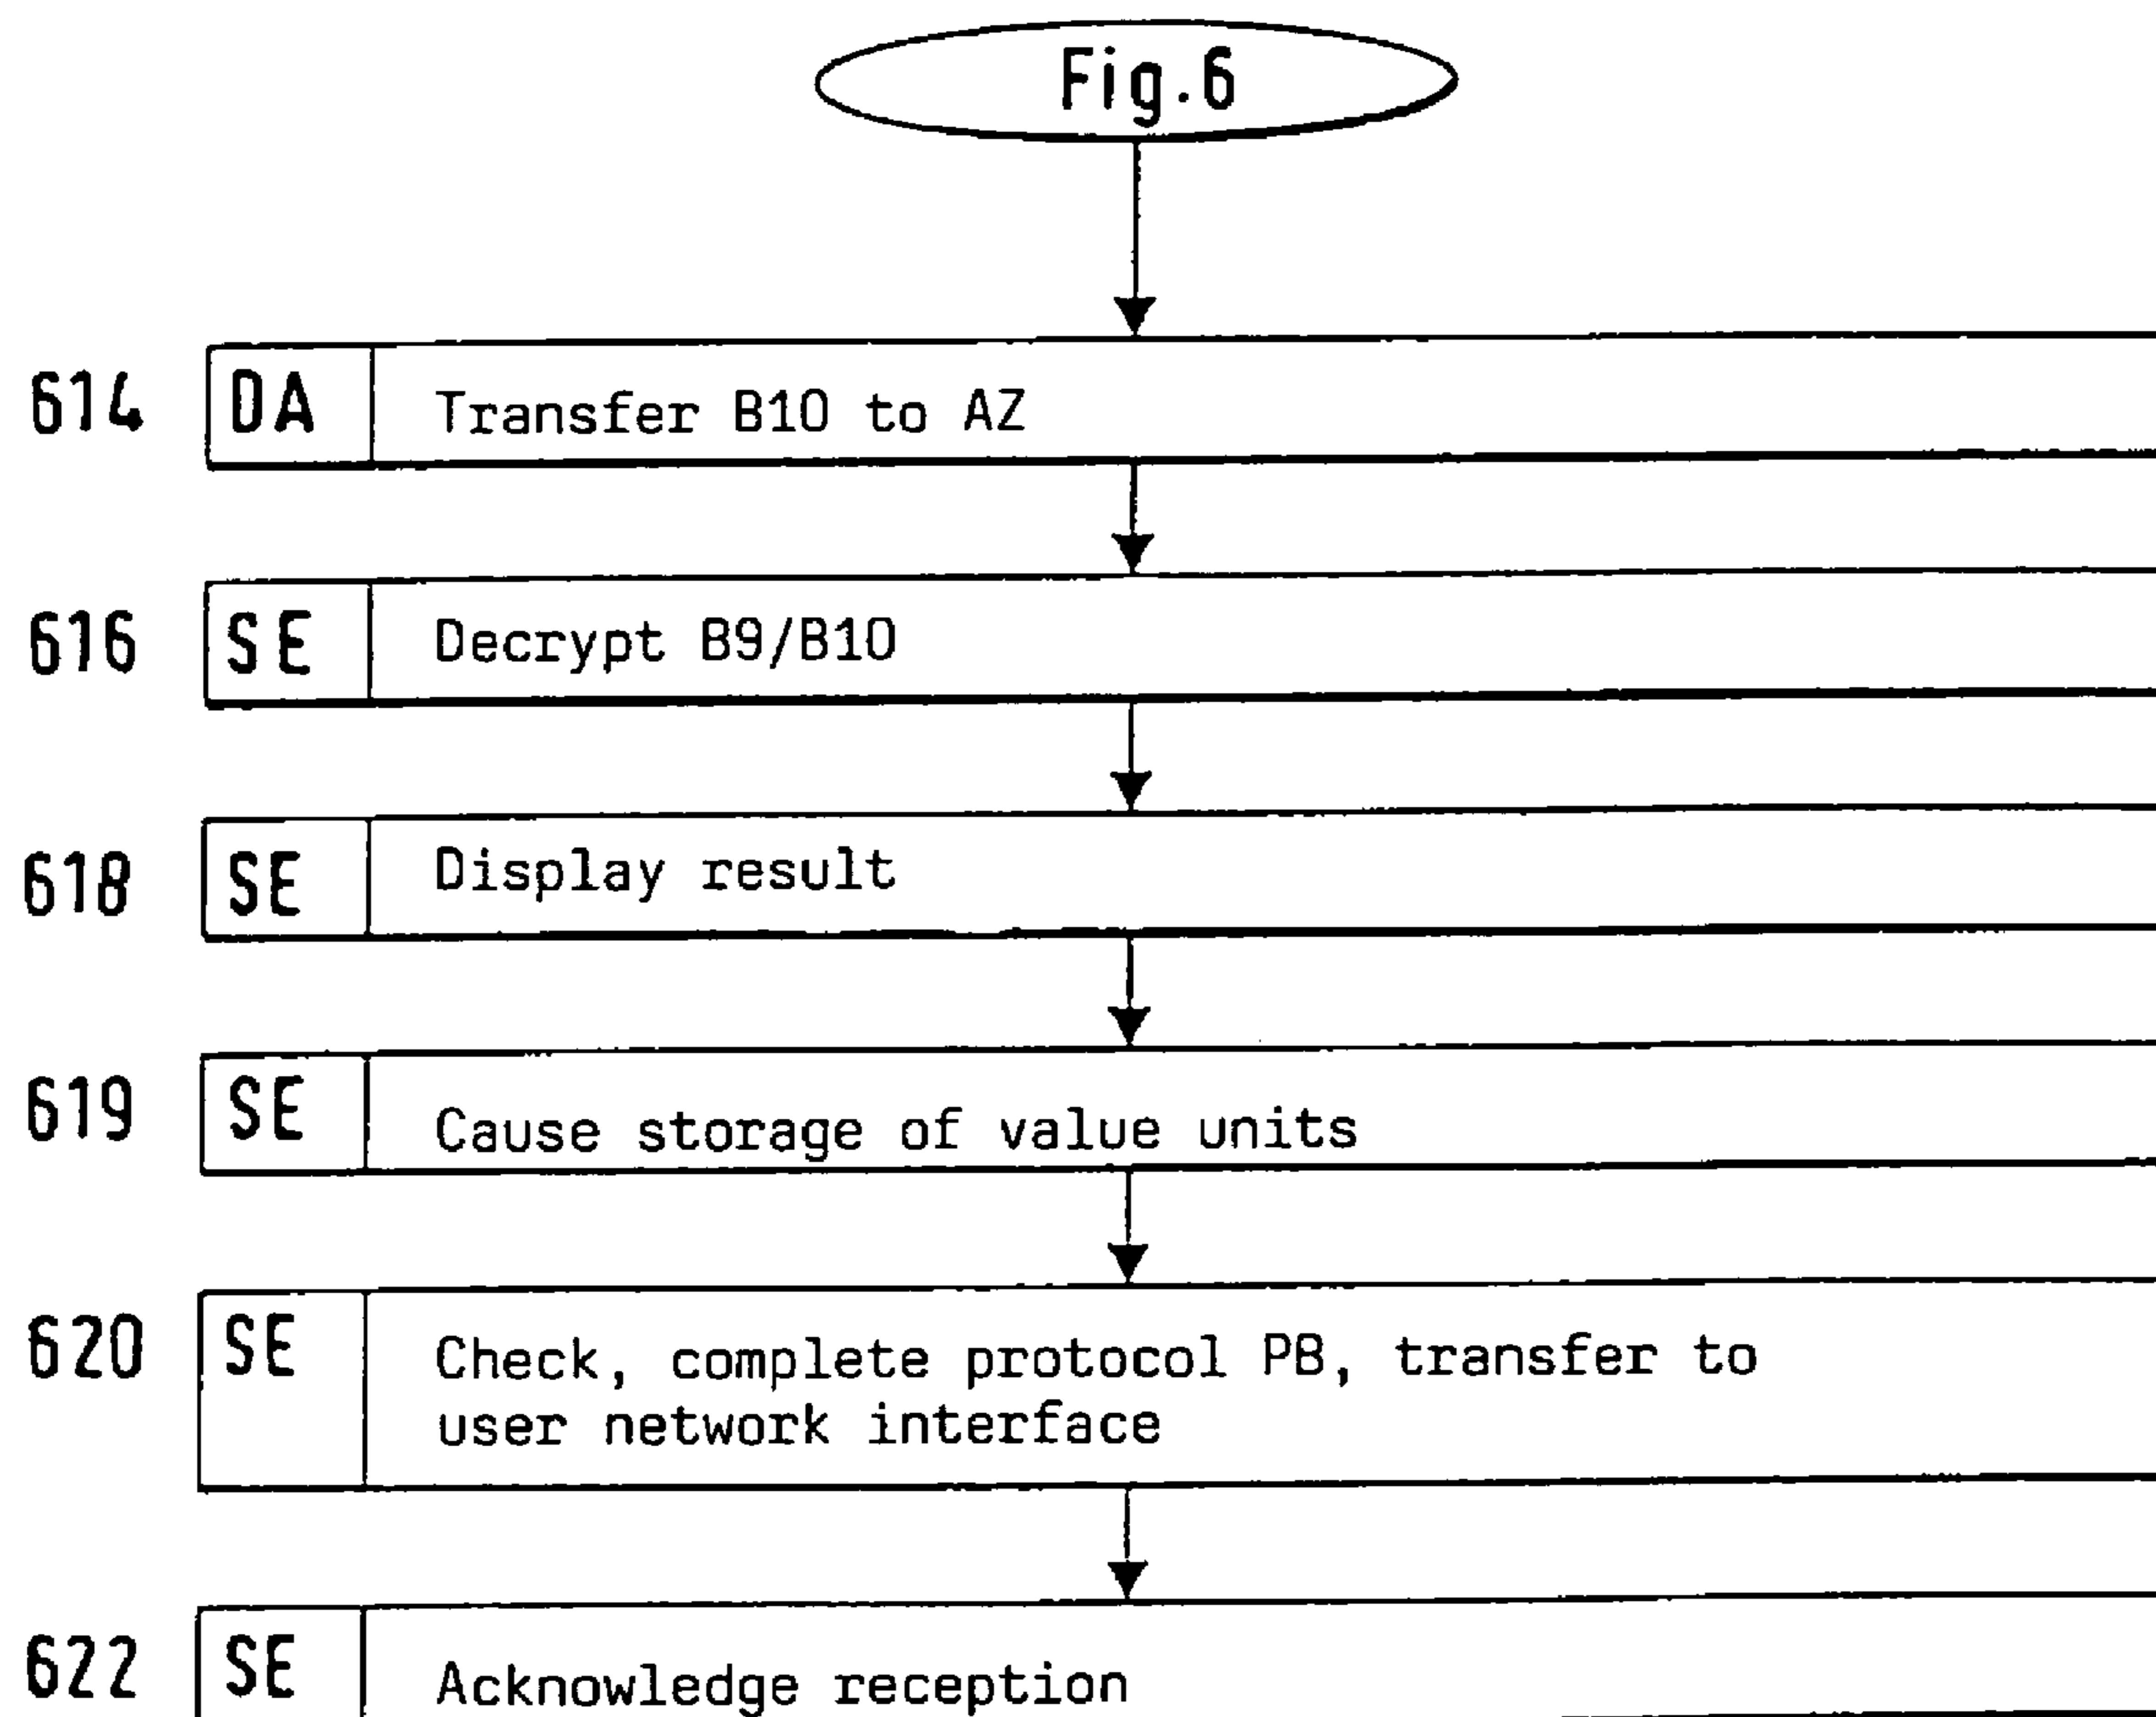 Fig.6
614 DA Transfer B10 to AZ
616 SE Decrypt B9/B10
618 SE Display result
619 SE Cause storage of value units
620 SE Check, complete protocol PB, transfer to
user network interface
622 SE Acknowledge reception